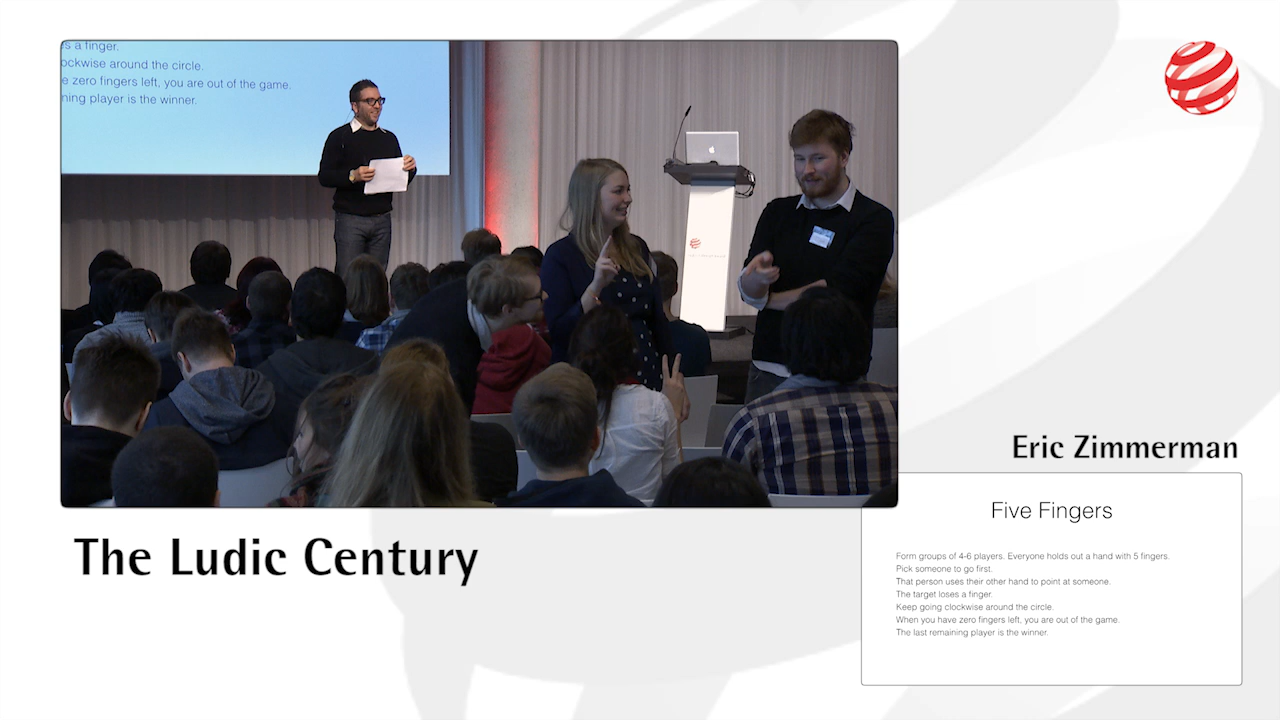 s a finger.
ockwise around the circle.
e zero fingers left, you are out of the game.
ning player is the winner.
The Ludic Century
Eric Zimmerman
Five Fingers
Form groups of 4-6 players. Everyone holds out a hand with 5 fingers.
Pick someone to go first.
That person uses their other hand to point at someone.
The target loses a finger.
Keep going clockwise around the circle.
When you have zero fingers left, you are out of the game.
The last remaining player is the winner.